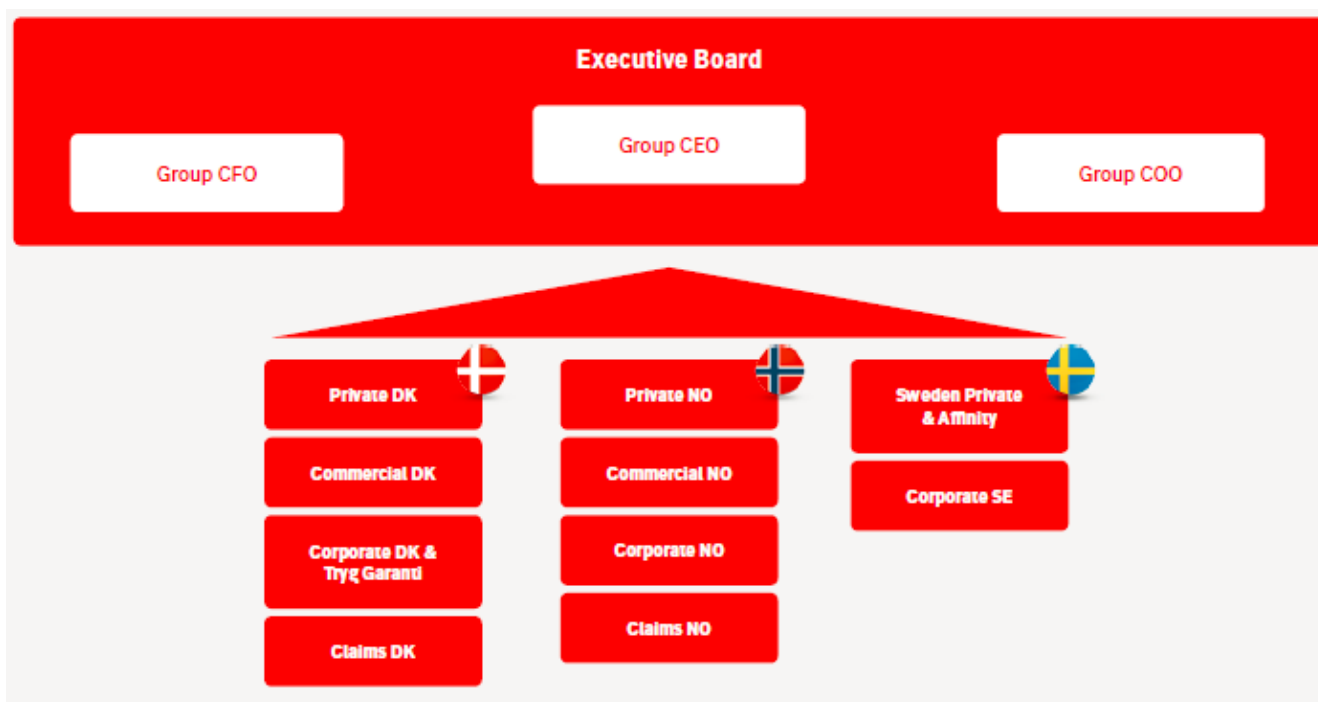 Executive Board
Group CFO
Group CEO
Group COO
Private DK
Commercial DK
Corporate DK &
Tryg Garanti
Claims DK
Private NO
Commercial NO
Corporate NO
Claims NO
Sweden Private
& Affinity
Corporate SE